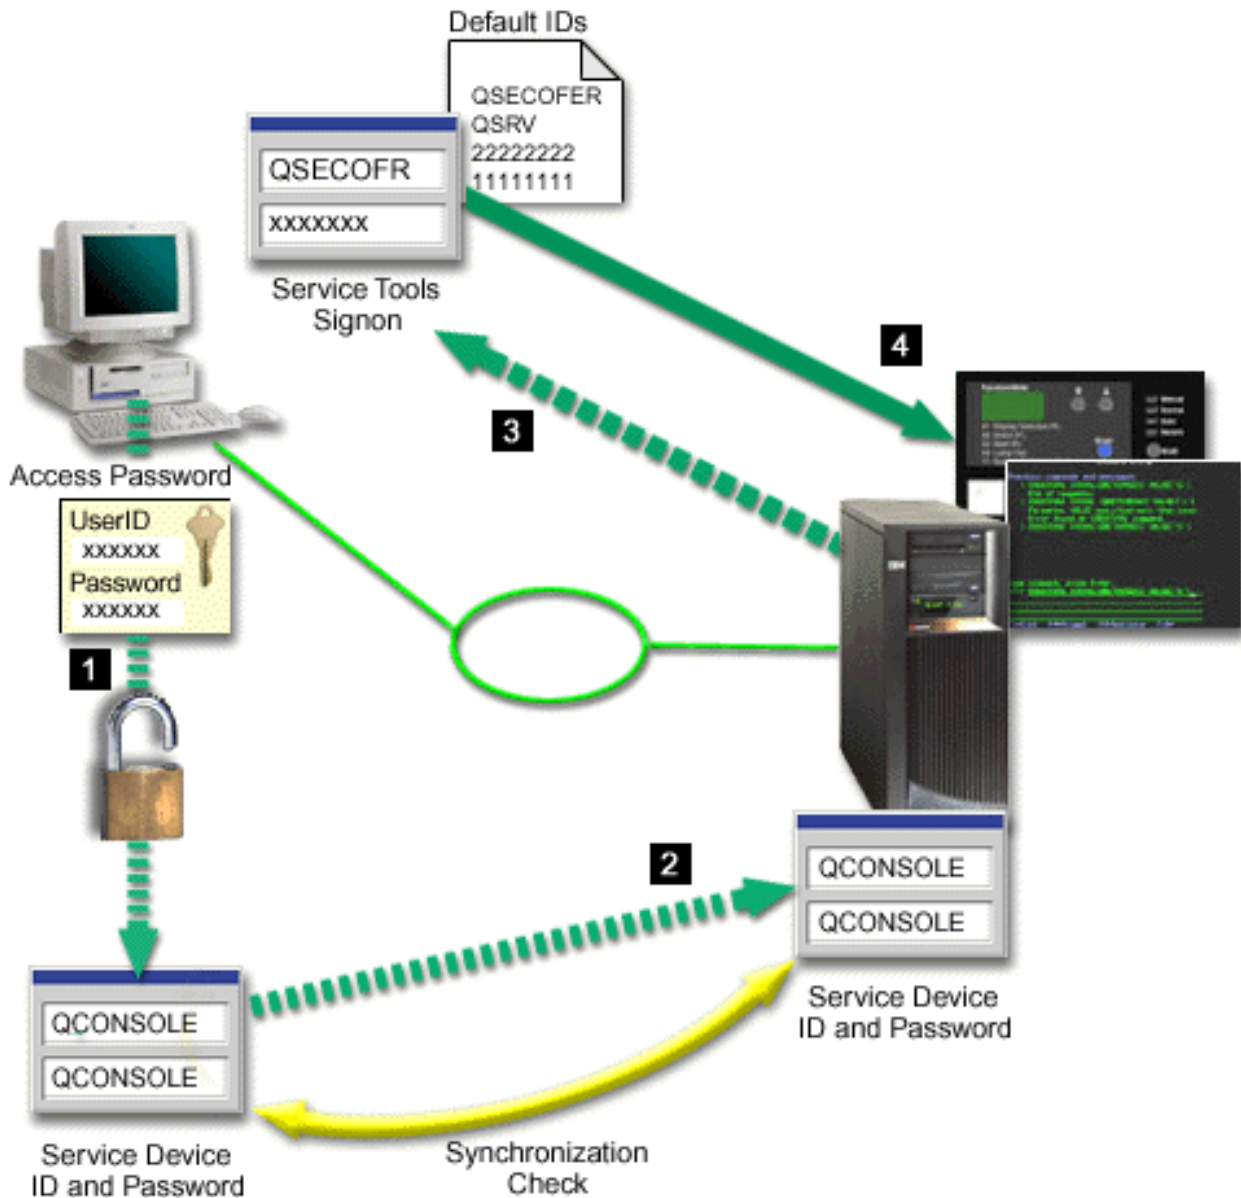 Default IDs
QSECOFER
QSRV
22222222
11111111
QSECOFR
xxxxxxx
Service Tools
Signon
4
3
Access Password
UserID
xxxxxx
Password
xxxxxx
1
IBM
2
QCONSOLE
QCONSOLE
Service Device
ID and Password
QCONSOLE
QCONSOLE
Service Device
ID and Password
Synchronization
Check